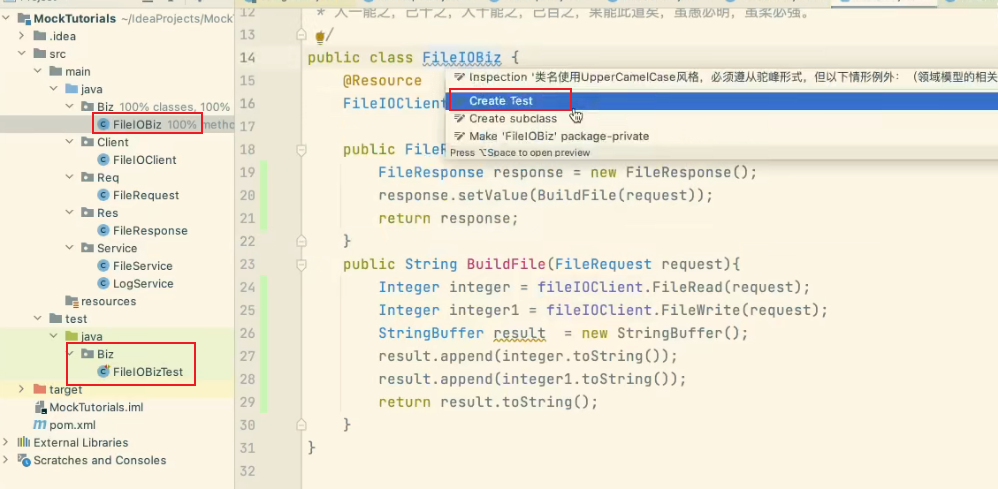 MockTutorials ~/IdeaProjects/Mock
.idea
src
main
java
Biz 100% classes, 100%
FileIOBiz 100% metho
Client
FileIOClient
Req
FileRequest
Res
FileResponse
Service
FileService
LogService
resources
test
java
Biz
FileIOBizTest
target
MockTutorials.iml
pom.xml
External Libraries
Scratches and Consoles
12 * 人一能之，己十之，人十能之，己百之，果能此道矣，虽愚必明，虽柔必强。
13 */
14 public class FileIOBiz {
15 @Resource
16 FileIOClient
17
18 public FileR
19 FileResponse response = new FileResponse();
20 response.setValue(BuildFile(request));
21 return response;
22 }
23 public String BuildFile(FileRequest request){
24 Integer integer = fileIOClient.FileRead(request);
25 Integer integer1 = fileIOClient.FileWrite(request);
26 StringBuffer result = new StringBuffer();
27 result.append(integer.toString());
28 result.append(integer1.toString());
29 return result.toString();
30 }
31 }
32
Inspection '类名使用UpperCamelCase风格，必须遵从驼峰形式，但以下情形例外：（领域模型的相关
Create Test
Create subclass
Make 'FileIOBiz' package-private
Press ⌥Space to open preview